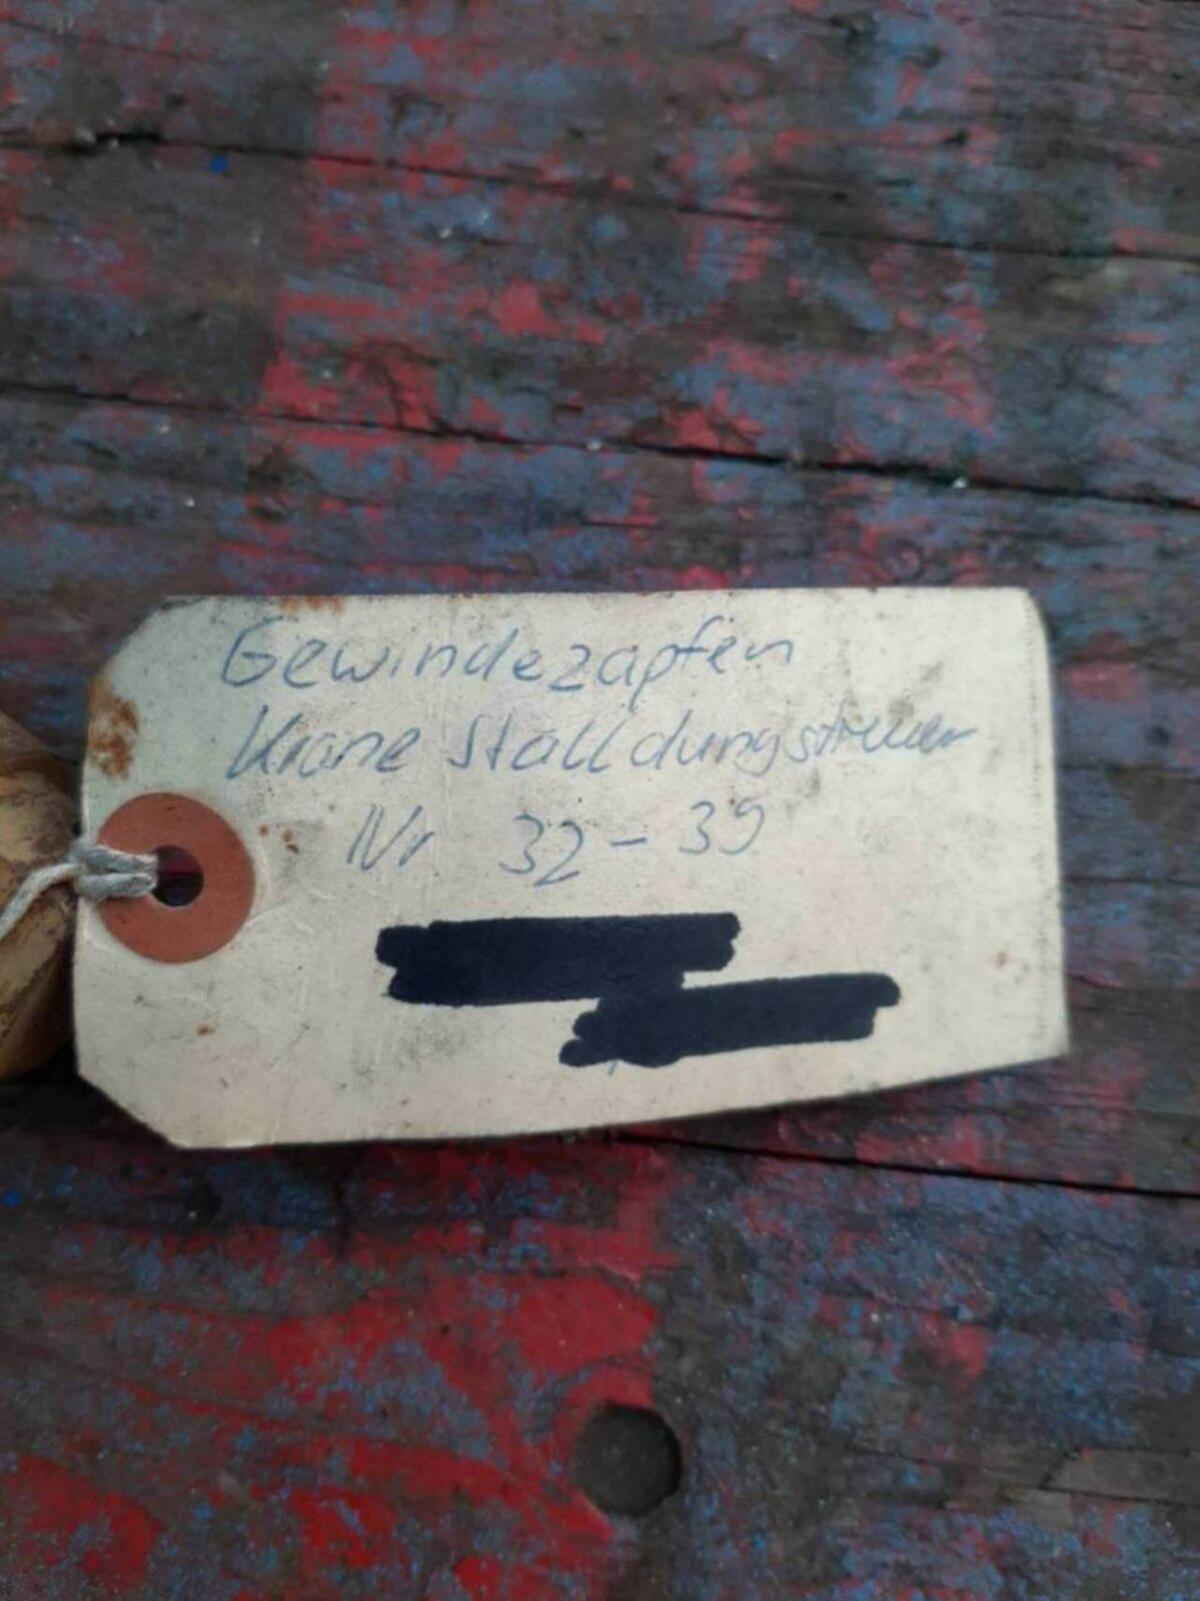 Gewindezapfen
Krone Stalldungstreuer
Nr 32-39